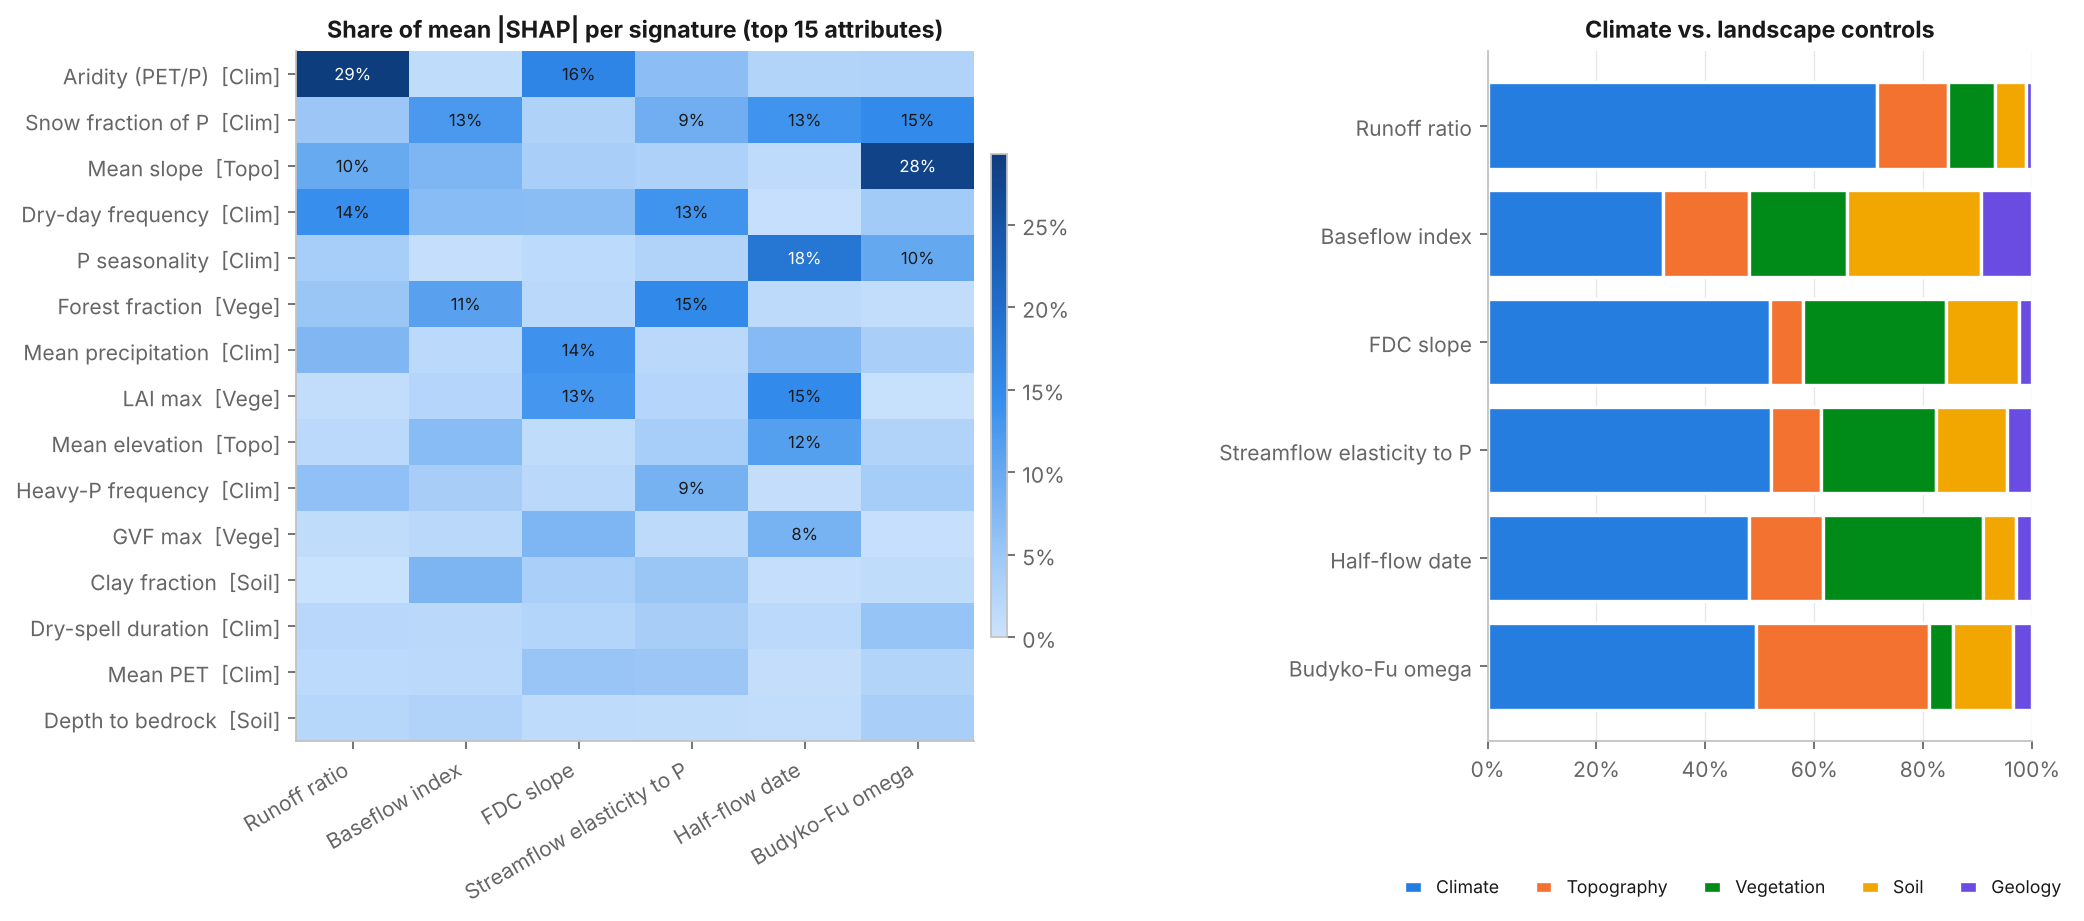 Share of mean |SHAP| per signature (top 15 attributes)
Aridity (PET/P) [Clim] 29% 16%
Snow fraction of P [Clim] 13% 9% 13% 15%
Mean slope [Topo] 10% 28%
Dry-day frequency [Clim] 14% 13%
P seasonality [Clim] 18% 10%
Forest fraction [Vege] 11% 15%
Mean precipitation [Clim] 14%
LAI max [Vege] 13% 15%
Mean elevation [Topo] 12%
Heavy-P frequency [Clim] 9%
GVF max [Vege] 8%
Clay fraction [Soil]
Dry-spell duration [Clim]
Mean PET [Clim]
Depth to bedrock [Soil]
Runoff ratio
Baseflow index
FDC slope
Streamflow elasticity to P
Half-flow date
Budyko-Fu omega
25%
20%
15%
10%
5%
0%
Climate vs. landscape controls
Runoff ratio
Baseflow index
FDC slope
Streamflow elasticity to P
Half-flow date
Budyko-Fu omega
0% 20% 40% 60% 80% 100%
Climate Topography Vegetation Soil Geology